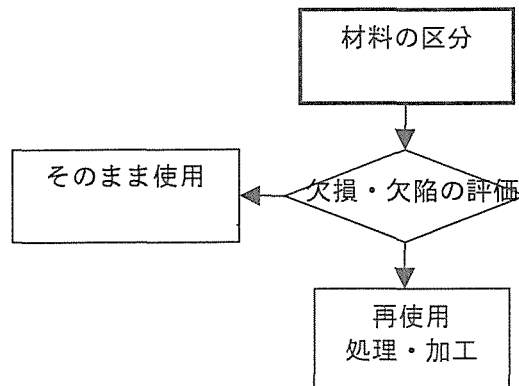 材料の区分
そのまま使用
欠損・欠陥の評価
再使用
処理・加工